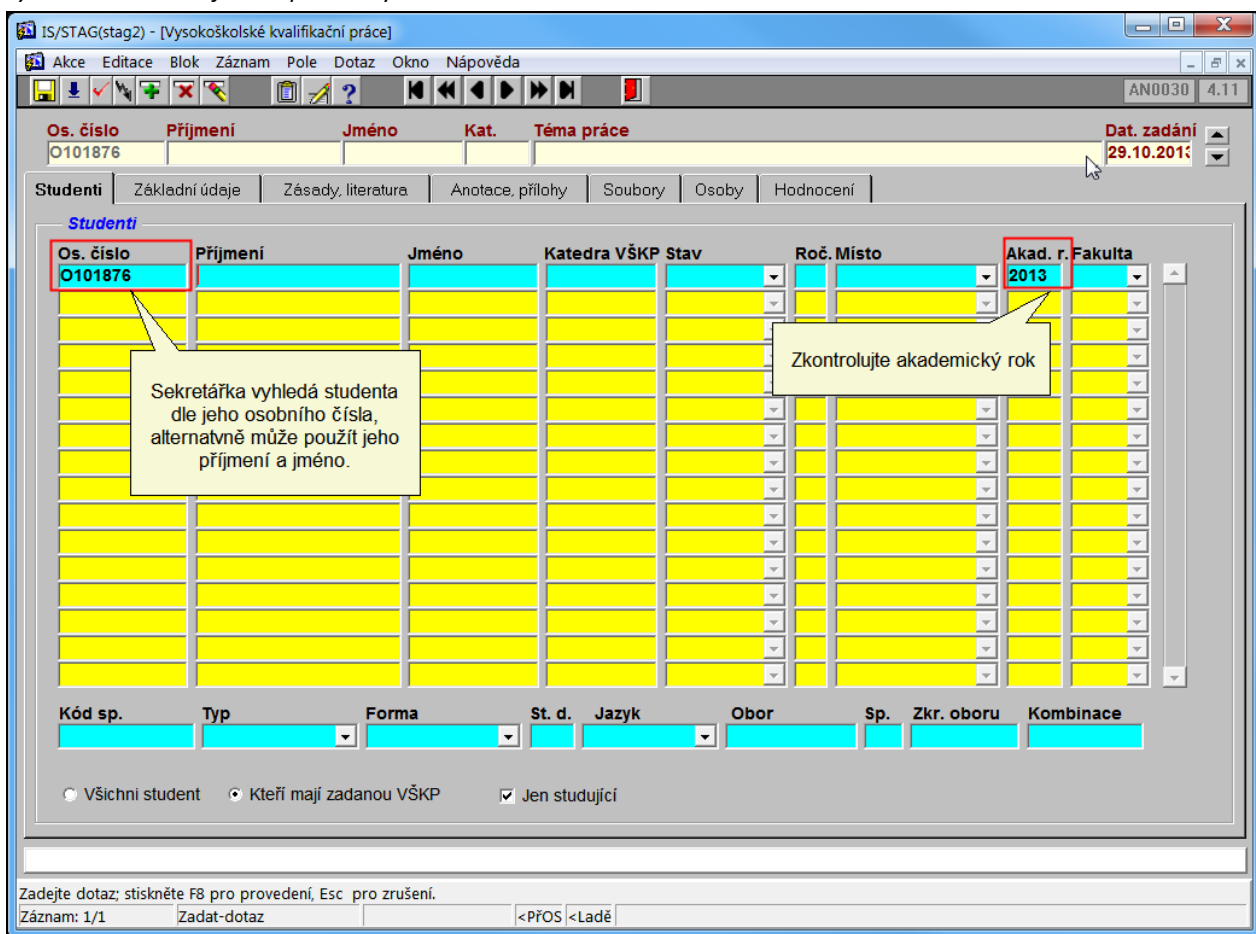 IS/STAG(stag2) - [Vysokoškolské kvalifikační práce]
Akce Editace Blok Záznam Pole Dotaz Okno Nápověda
AN0030 4.11
Os. číslo Příjmení Jméno Kat. Téma práce Dat. zadání
O101876 29.10.2013
Studenti Základní údaje Zásady, literatura Anotace, přílohy Soubory Osoby Hodnocení
Studenti
Os. číslo Příjmení Jméno Katedra VŠKP Stav Roč. Místo Akad. r. Fakulta
O101876 2013
Zkontrolujte akademický rok
Sekretářka vyhledá studenta
dle jeho osobního čísla,
alternatvně může použít jeho
příjmení a jméno.
Kód sp. Typ Forma St. d. Jazyk Obor Sp. Zkr. oboru Kombinace
Všichni student Kteří mají zadanou VŠKP Jen studující
Zadejte dotaz; stiskněte F8 pro provedení, Esc pro zrušení.
Záznam: 1/1 Zadat-dotaz <PřOS <Ladě